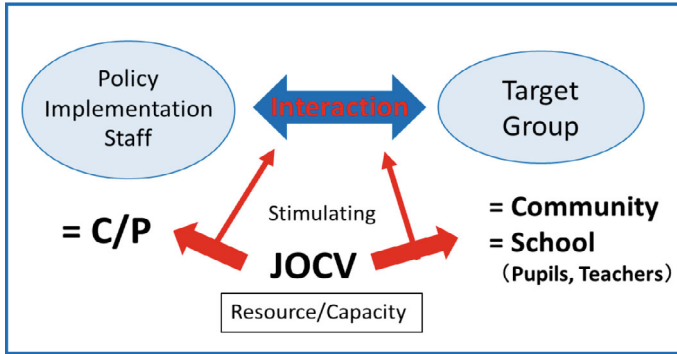 Policy
Implementation
Staff
Interaction
Target
Group
= C/P
Stimulating
JOCV
Resource/Capacity
= Community
= School
（Pupils, Teachers）